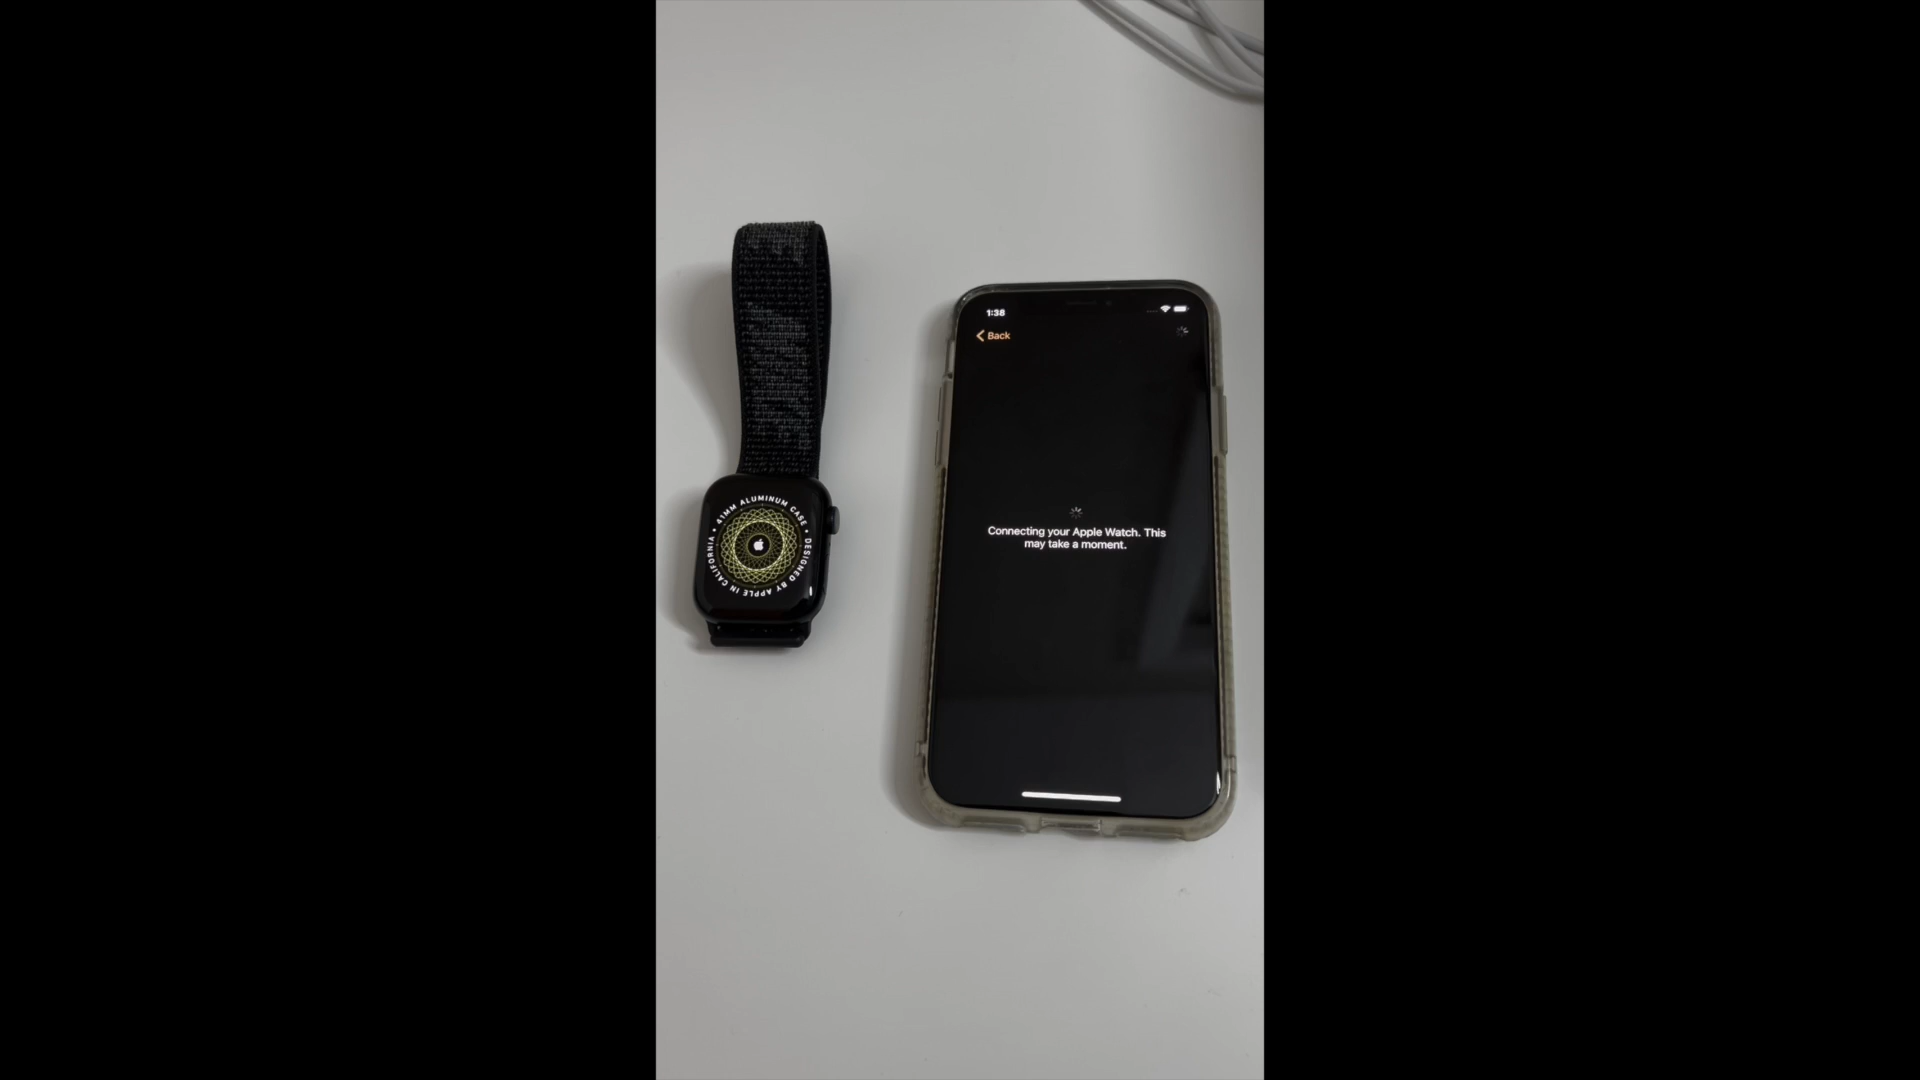 41MM ALUMINUM CASE • DESIGNED BY APPLE IN CALIFORNIA •
1:38
Back
Connecting your Apple Watch. This
may take a moment.